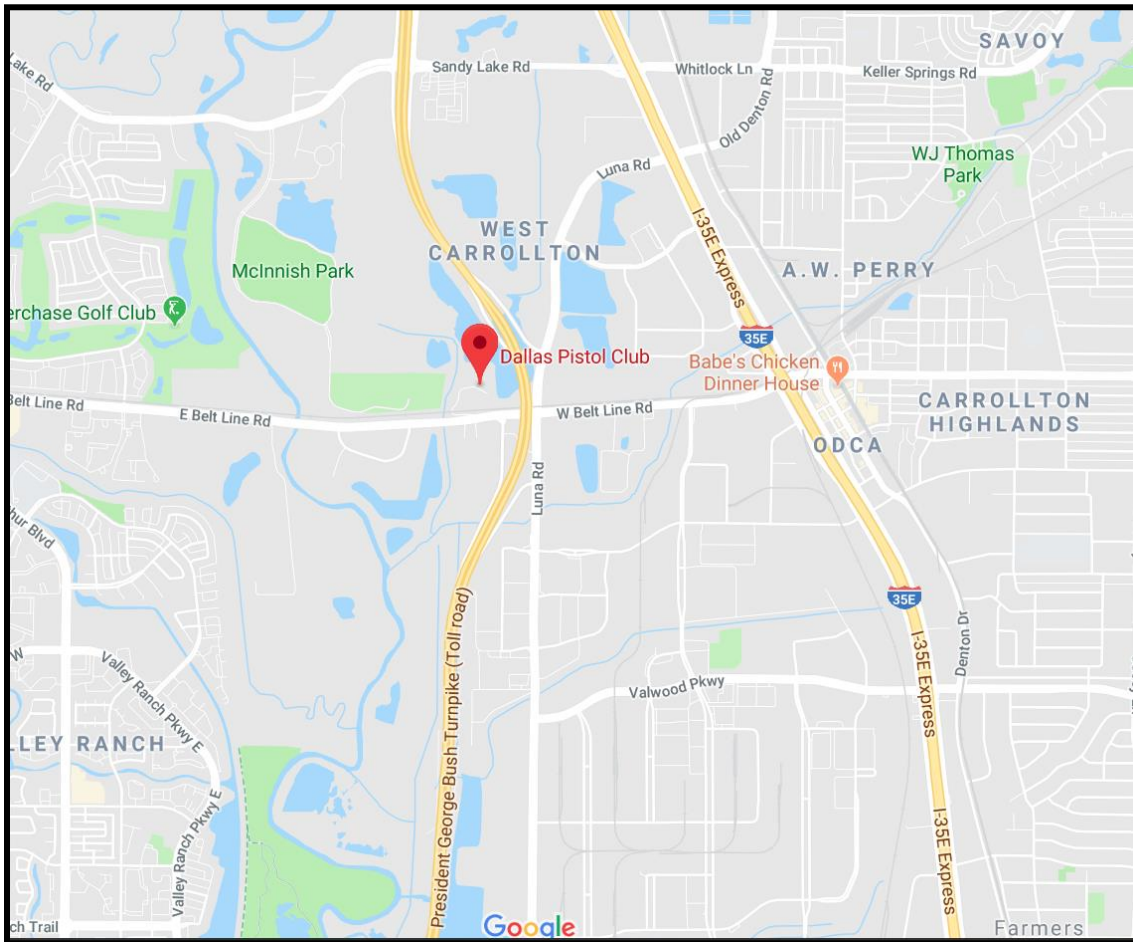 SAVOY
Sandy Lake Rd
Whitlock Ln
Keller Springs Rd
Lake Rd
Old Denton Rd
WJ Thomas
Park
Luna Rd
WEST
CARROLLTON
I-35E Express
A.W. PERRY
McInnish Park
erchase Golf Club
35E
Dallas Pistol Club
Babe's Chicken
Dinner House
Belt Line Rd
E Belt Line Rd
W Belt Line Rd
CARROLLTON
HIGHLANDS
ODCA
Luna Rd
hur Blvd
35E
President George Bush Turnpike (Toll road)
Denton Dr
I-35E Express
W
Valley Ranch Pkwy E
Valwood Pkwy
LLEY RANCH
Valley Ranch Pkwy E
I-35E Express
ch Trail
Google
Farmers